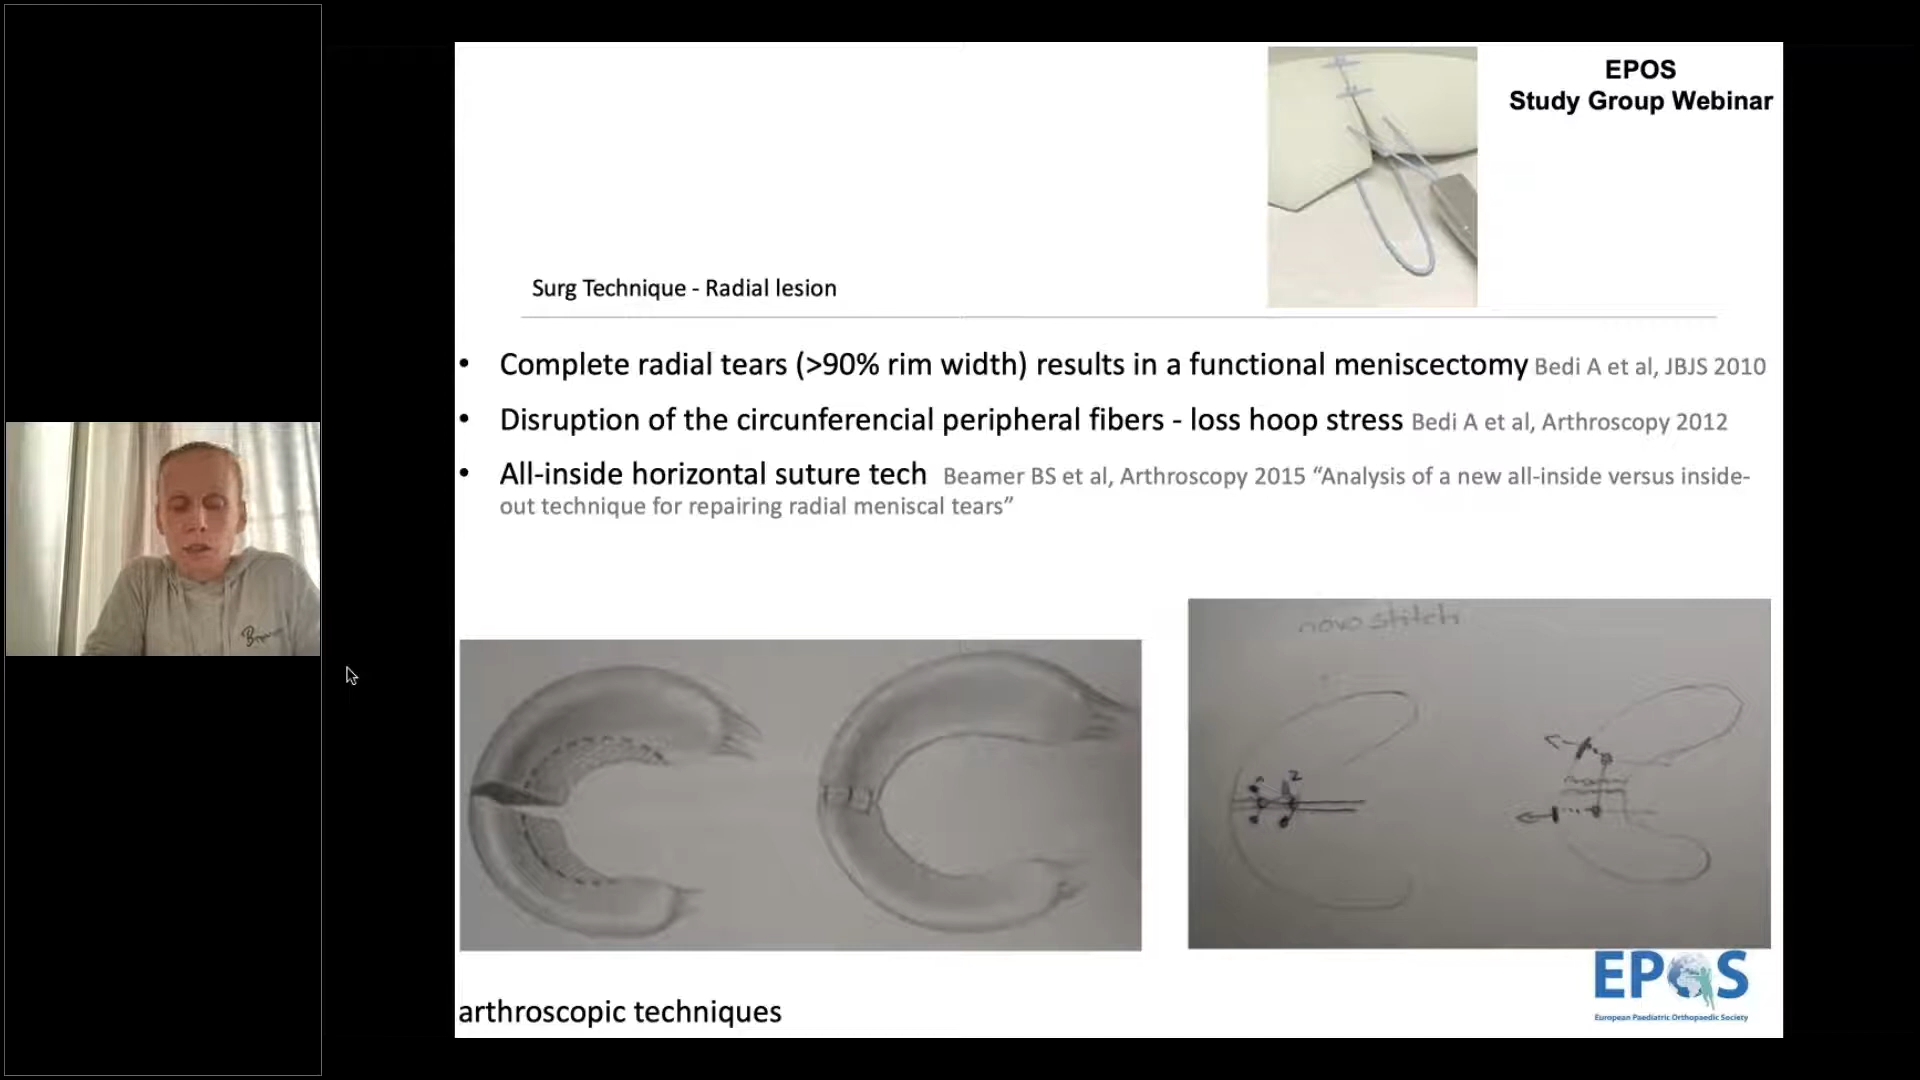 EPOS
Study Group Webinar
Surg Technique - Radial lesion
• Complete radial tears (>90% rim width) results in a functional meniscectomy Bedi A et al, JBJS 2010
• Disruption of the circunferencial peripheral fibers - loss hoop stress Bedi A et al, Arthroscopy 2012
• All-inside horizontal suture tech Beamer BS et al, Arthroscopy 2015 “Analysis of a new all-inside versus inside-
out technique for repairing radial meniscal tears”
novo stitch
2
EPOS
European Paediatric Orthopaedic Society
arthroscopic techniques